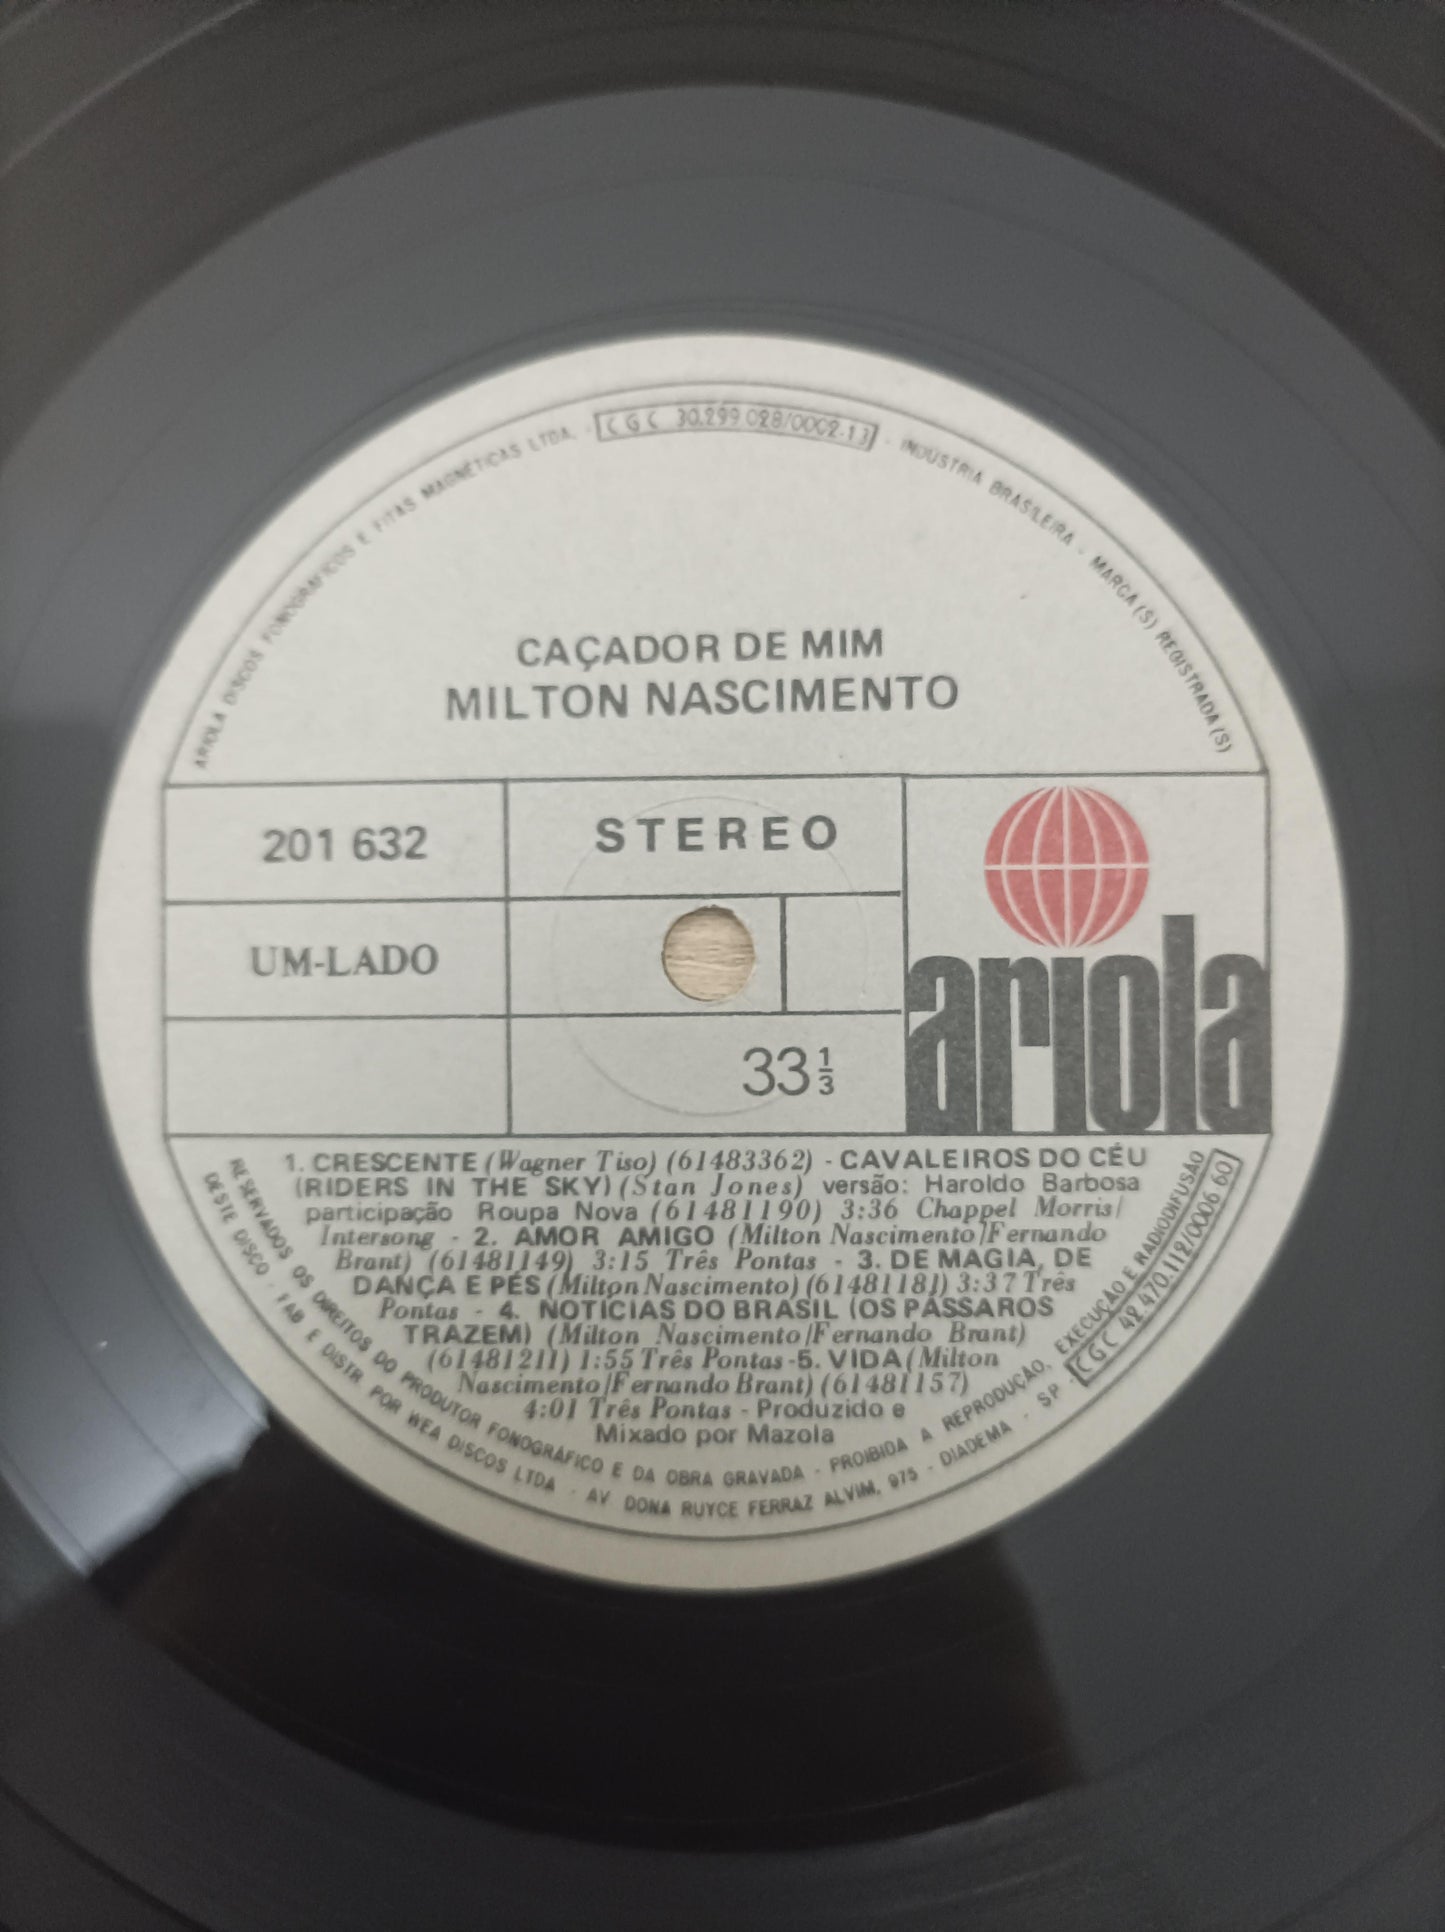 ARIOLA DISCOS FONOGRÁFICOS E FITAS MAGNÉTICAS LTDA. - CGC 30.299.028/0002-13 - INDÚSTRIA BRASILEIRA - MARCA(S) REGISTRADA(S)
CAÇADOR DE MIM
MILTON NASCIMENTO
201 632
STEREO
UM-LADO
33 1/3
ariola
1. CRESCENTE (Wagner Tiso) (61483362) - CAVALEIROS DO CÉU
(RIDERS IN THE SKY) (Stan Jones) versão: Haroldo Barbosa
participação Roupa Nova (61481190) 3:36 Chappel Morris/
Intersong - 2. AMOR AMIGO (Milton Nascimento/Fernando
Brant) (61481149) 3:15 Três Pontas - 3. DE MAGIA, DE
DANÇA E PÉS (Milton Nascimento) (61481181) 3:37 Três
Pontas - 4. NOTÍCIAS DO BRASIL (OS PÁSSAROS
TRAZEM) (Milton Nascimento/Fernando Brant)
(61481211) 1:55 Três Pontas - 5. VIDA (Milton
Nascimento/Fernando Brant) (61481157)
4:01 Três Pontas - Produzido e
Mixado por Mazola
RESERVADOS OS DIREITOS DO PRODUTOR FONOGRÁFICO E DA OBRA GRAVADA - PROIBIDA A REPRODUÇÃO, EXECUÇÃO E RADIODIFUSÃO
DESTE DISCO - FAB E DISTR. POR WEA DISCOS LTDA - AV DONA RUYCE FERRAZ ALVIM, 975 - DIADEMA - SP - CGC 42.470.112/0006 60